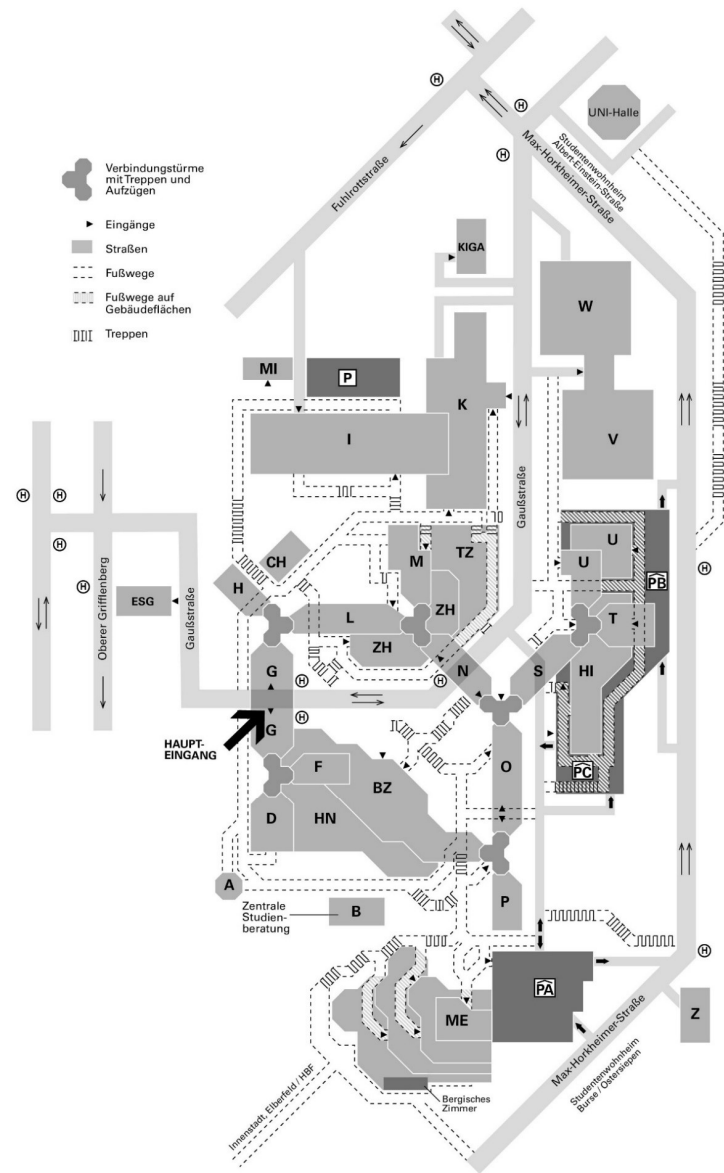 H
H
UNI-Halle
H
Studentenwohnheim
Albert-Einstein-Straße
Max-Horkheimer-Straße
Fuhlrottstraße
Verbindungstürme
mit Treppen und
Aufzügen
Eingänge
Straßen
Fußwege
Fußwege auf
Gebäudeflächen
Treppen
KIGA
W
MI
P
K
I
V
H
H
H
H
Gaußstraße
Oberer Grifflenberg
ESG
Gaußstraße
CH
H
M
TZ
ZH
L
ZH
U
U
PB
H
T
HI
N
S
G
H
H
G
H
HAUPT-
EINGANG
F
BZ
O
PC
D
HN
A
Zentrale
Studien-
beratung
B
P
H
PA
ME
Z
Max-Horkheimer-Straße
Studentenwohnheim
Burse / Ostersiepen
Bergisches
Zimmer
Innenstadt, Elberfeld / HBF